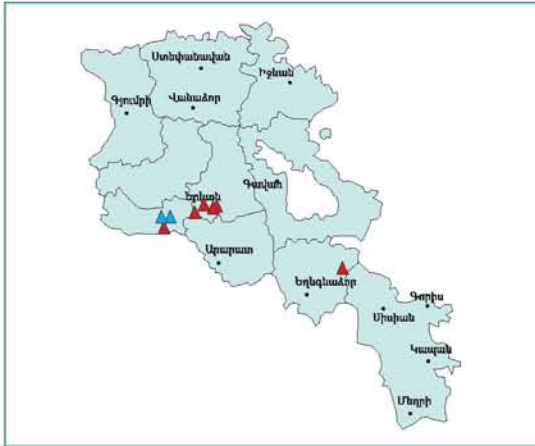 Ստեփանավան
Իջևան
Գյումրի
Վանաձոր
Երևան
Գավառ
Արարատ
Եղեգնաձոր
Գորիս
Սիսիան
Կապան
Մեղրի